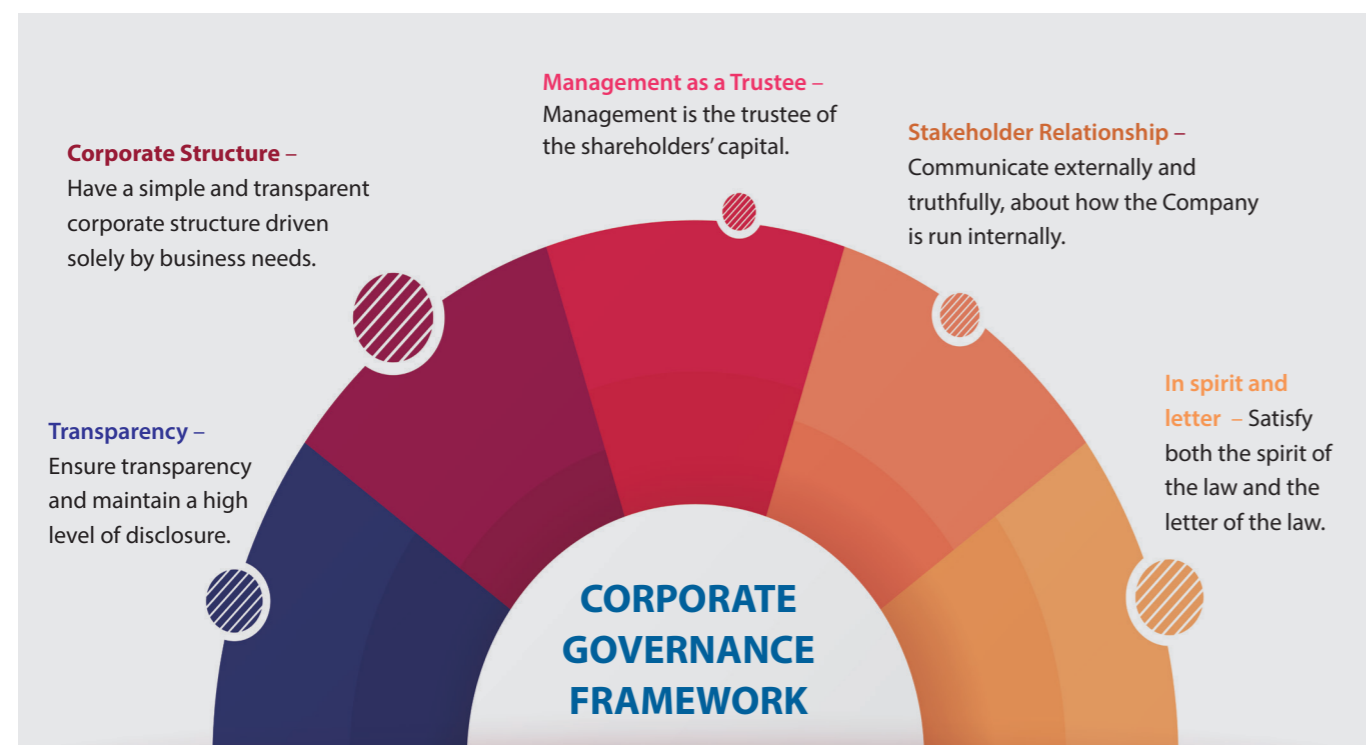 Transparency –
Ensure transparency
and maintain a high
level of disclosure.
Corporate Structure –
Have a simple and transparent
corporate structure driven
solely by business needs.
Management as a Trustee –
Management is the trustee of
the shareholders’ capital.
Stakeholder Relationship –
Communicate externally and
truthfully, about how the Company
is run internally.
In spirit and
letter – Satisfy
both the spirit of
the law and the
letter of the law.
CORPORATE
GOVERNANCE
FRAMEWORK